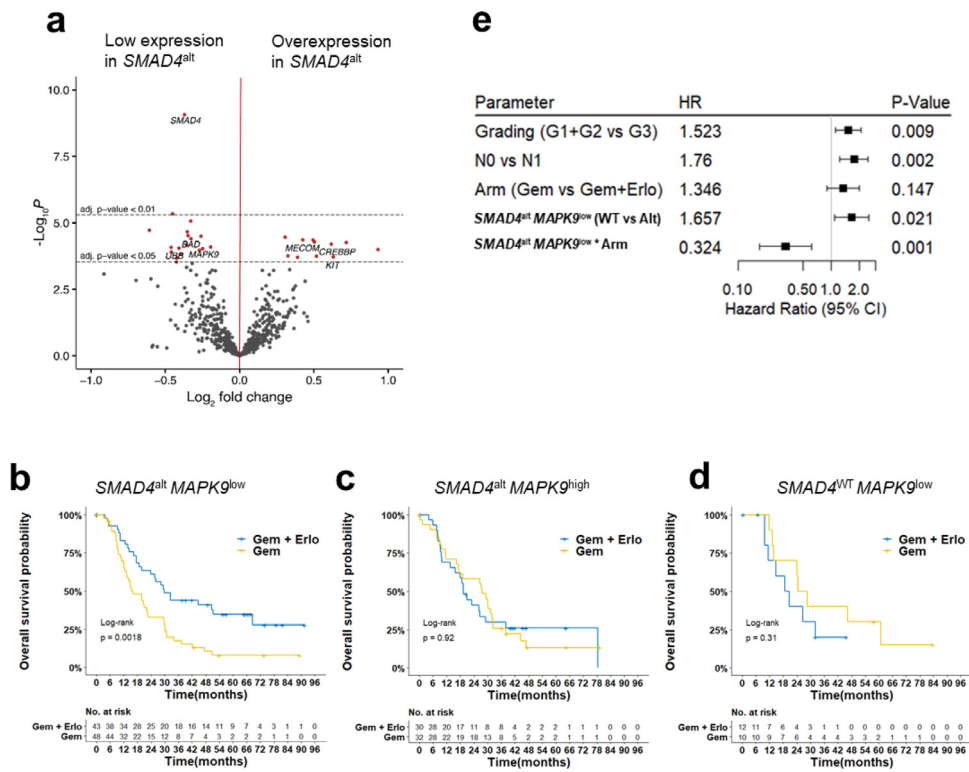 a
Low expression in SMAD4alt
Overexpression in SMAD4alt
10.0
7.5
5.0
2.5
0.0
-Log10P
SMAD4
adj. p-value < 0.01
BAD
UBB
MAPK9
MECOM
CREBBP
KIT
adj. p-value < 0.05
-1.0 -0.5 0.0 0.5 1.0
Log2 fold change
e
Parameter HR P-Value
Grading (G1+G2 vs G3) 1.523 0.009
N0 vs N1 1.76 0.002
Arm (Gem vs Gem+Erlo) 1.346 0.147
SMAD4alt MAPK9low (WT vs Alt) 1.657 0.021
SMAD4alt MAPK9low * Arm 0.324 0.001
0.10 0.50 1.0 2.0
Hazard Ratio (95% CI)
b
SMAD4alt MAPK9low
Overall survival probability
100%
75%
50%
25%
0%
Gem + Erlo
Gem
Log-rank
p = 0.0018
0 6 12 18 24 30 36 42 48 54 60 66 72 78 84 90 96
Time(months)
No. at risk
Gem + Erlo 43 38 34 28 25 20 18 16 14 11 9 7 4 3 1 1 0
Gem 48 44 32 22 15 12 8 7 4 2 2 2 2 1 1 0 0
0 6 12 18 24 30 36 42 48 54 60 66 72 78 84 90 96
Time(months)
c
SMAD4alt MAPK9high
Overall survival probability
100%
75%
50%
25%
0%
Gem + Erlo
Gem
Log-rank
p = 0.92
0 6 12 18 24 30 36 42 48 54 60 66 72 78 84 90 96
Time(months)
No. at risk
Gem + Erlo 30 28 20 17 11 8 8 4 2 2 2 1 1 1 0 0 0
Gem 32 28 22 19 18 13 8 5 2 2 2 1 1 1 0 0 0
0 6 12 18 24 30 36 42 48 54 60 66 72 78 84 90 96
Time(months)
d
SMAD4WT MAPK9low
Overall survival probability
100%
75%
50%
25%
0%
Gem + Erlo
Gem
Log-rank
p = 0.31
0 6 12 18 24 30 36 42 48 54 60 66 72 78 84 90 96
Time(months)
No. at risk
Gem + Erlo 12 11 7 6 4 3 1 1 0 0 0 0 0 0 0 0 0
Gem 10 10 9 7 6 4 4 4 3 3 1 1 1 1 1 0 0
0 6 12 18 24 30 36 42 48 54 60 66 72 78 84 90 96
Time(months)